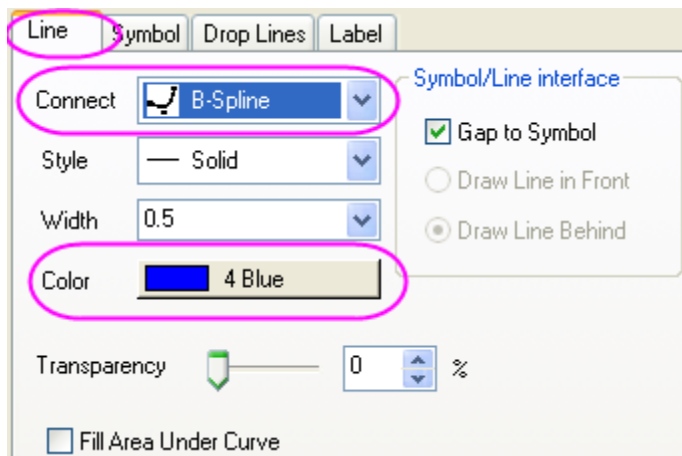 Line Symbol Drop Lines Label
Connect B-Spline
Symbol/Line interface
Gap to Symbol
Style Solid
Draw Line in Front
Width 0.5
Draw Line Behind
Color 4 Blue
Transparency 0 %
Fill Area Under Curve